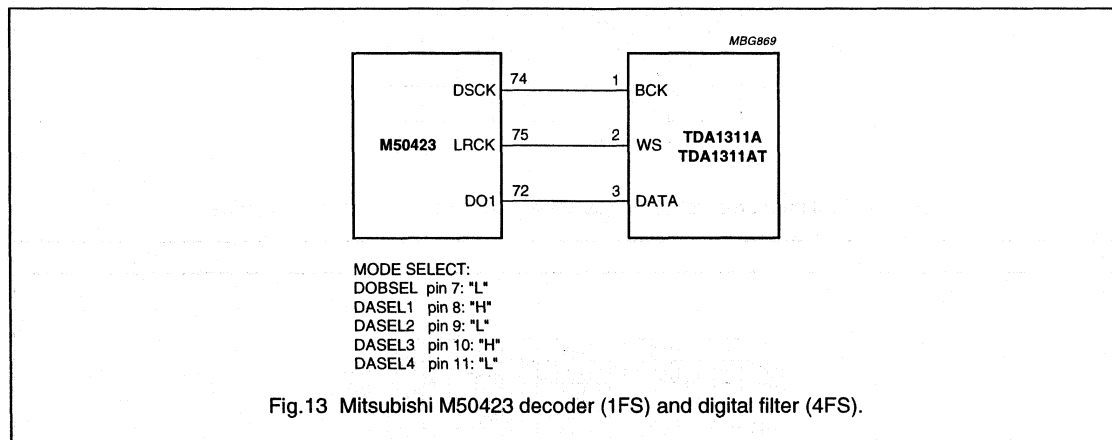 MBG869
DSCK 74 1 BCK
M50423 LRCK 75 2 WS TDA1311A
TDA1311AT
DO1 72 3 DATA
MODE SELECT:
DOBSEL pin 7: "L"
DASEL1 pin 8: "H"
DASEL2 pin 9: "L"
DASEL3 pin 10: "H"
DASEL4 pin 11: "L"
Fig.13 Mitsubishi M50423 decoder (1FS) and digital filter (4FS).